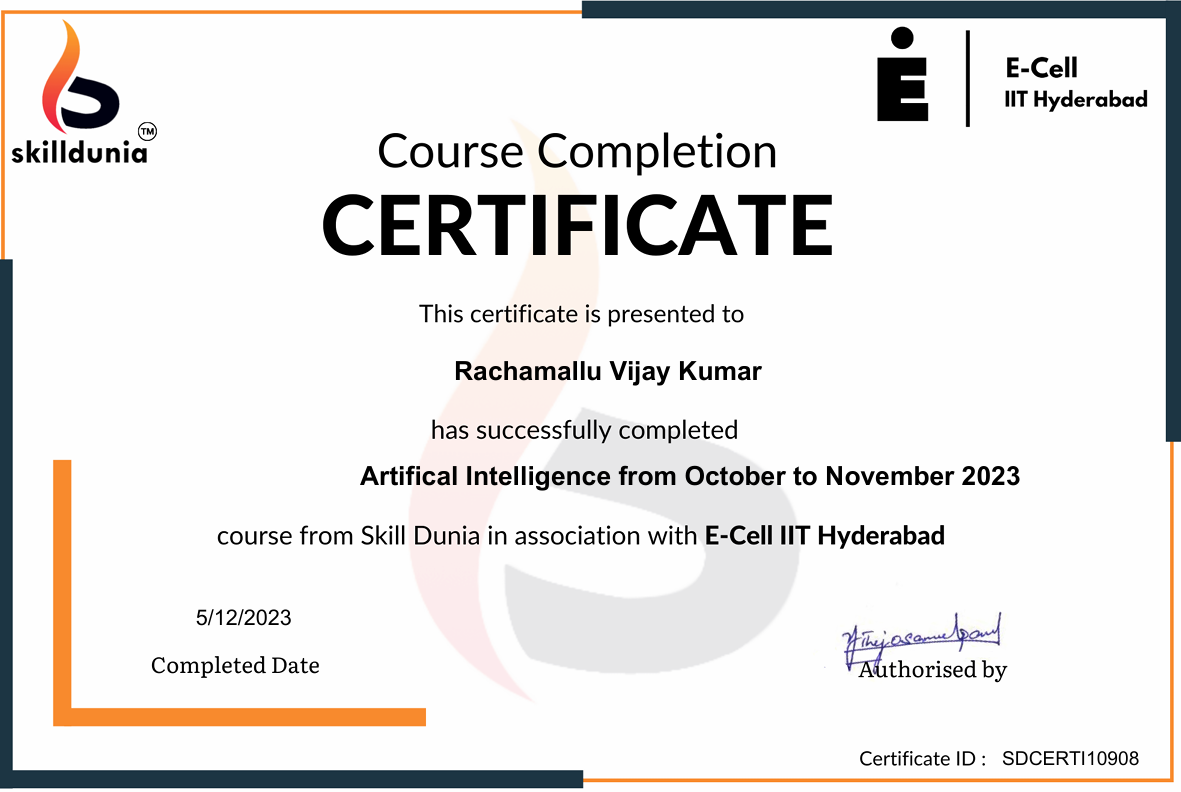 skilldunia
TM
E-Cell
IIT Hyderabad
Course Completion
CERTIFICATE
This certificate is presented to
Rachamallu Vijay Kumar
has successfully completed
Artifical Intelligence from October to November 2023
course from Skill Dunia in association with E-Cell IIT Hyderabad
5/12/2023
Completed Date
Authorised by
Certificate ID : SDCERTI10908